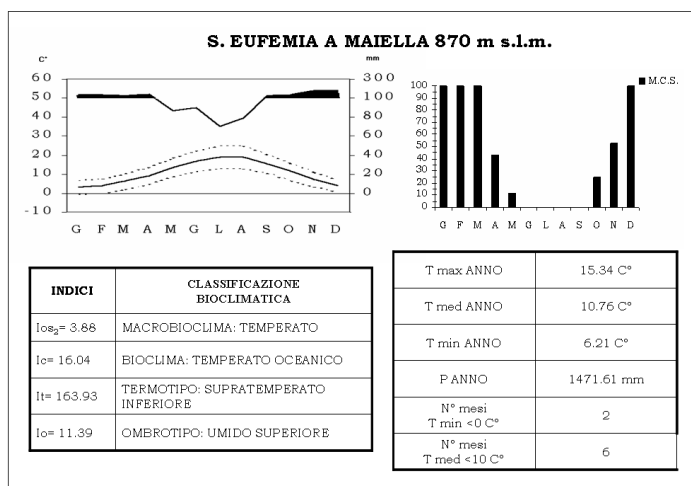 S. EUFEMIA A MAIELLA 870 m s.l.m.
C° mm
60 300
50 100
40 80
30 60
20 40
10 20
0 0
-10
G F M A M G L A S O N D
M.C.S.
100
90
80
70
60
50
40
30
20
10
0
G F M A M G L A S O N D
INDICI CLASSIFICAZIONE
BIOCLIMATICA
Ios₂= 3.88 MACROBIOCLIMA: TEMPERATO
Ic= 16.04 BIOCLIMA: TEMPERATO OCEANICO
It= 163.93 TERMOTIPO: SUPRATEMPERATO
INFERIORE
Io= 11.39 OMBROTIPO: UMIDO SUPERIORE
T max ANNO 15.34 C°
T med ANNO 10.76 C°
T min ANNO 6.21 C°
P ANNO 1471.61 mm
N° mesi
T min <0 C° 2
N° mesi
T med <10 C° 6